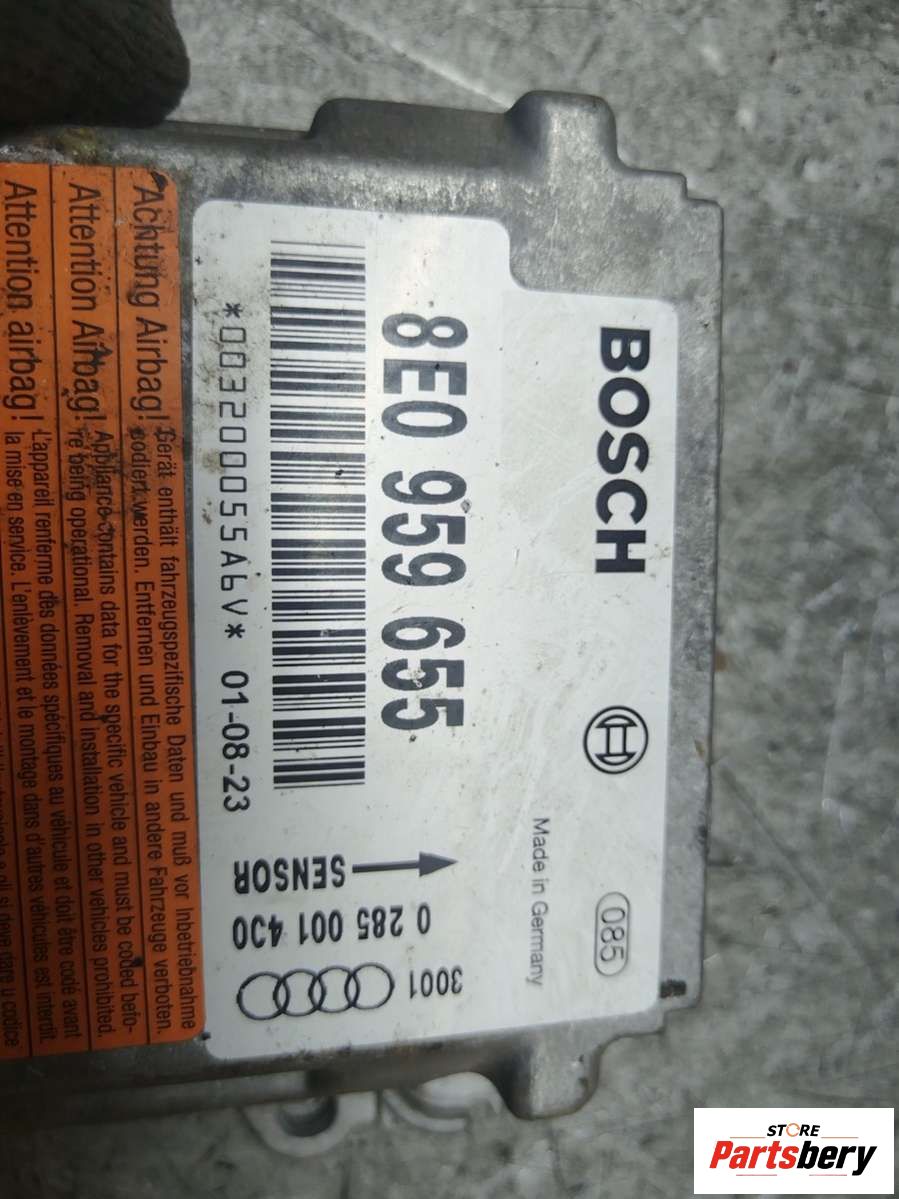 BOSCH
085
Made in Germany
8E0 959 655
*003200055A6V* 01-08-23
SENSOR
0 285 001 430
3001
Achtung Airbag! Gerät enthält fahrzeugspezifische Daten und muß vor Inbetriebnahme
codiert werden. Entfernen und Einbau in andere Fahrzeuge verboten.
Attention Airbag! Appliance contains data for the specific vehicle and must be coded befo-
re being operational. Removal and installation in other vehicles prohibited.
Attention airbag! L'appareil renferme des données spécifiques au véhicule et doit être codé avant
la mise en service. L'enlèvement et le montage dans d'autres véhicules est interdit.
STORE
Partsbery